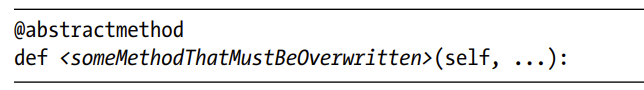 @abstractmethod
def <someMethodThatMustBeOverwritten>(self, ...):